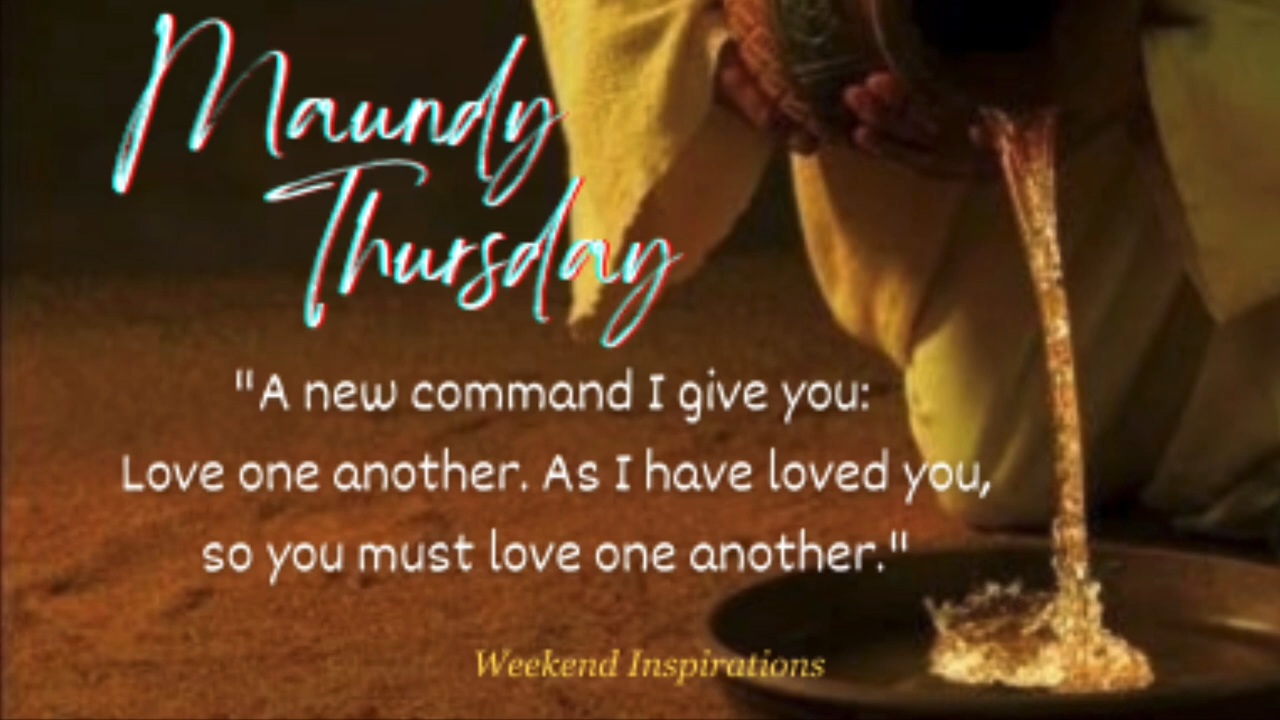 Maundy
Thursday
"A new command I give you:
Love one another. As I have loved you,
so you must love one another."
Weekend Inspirations